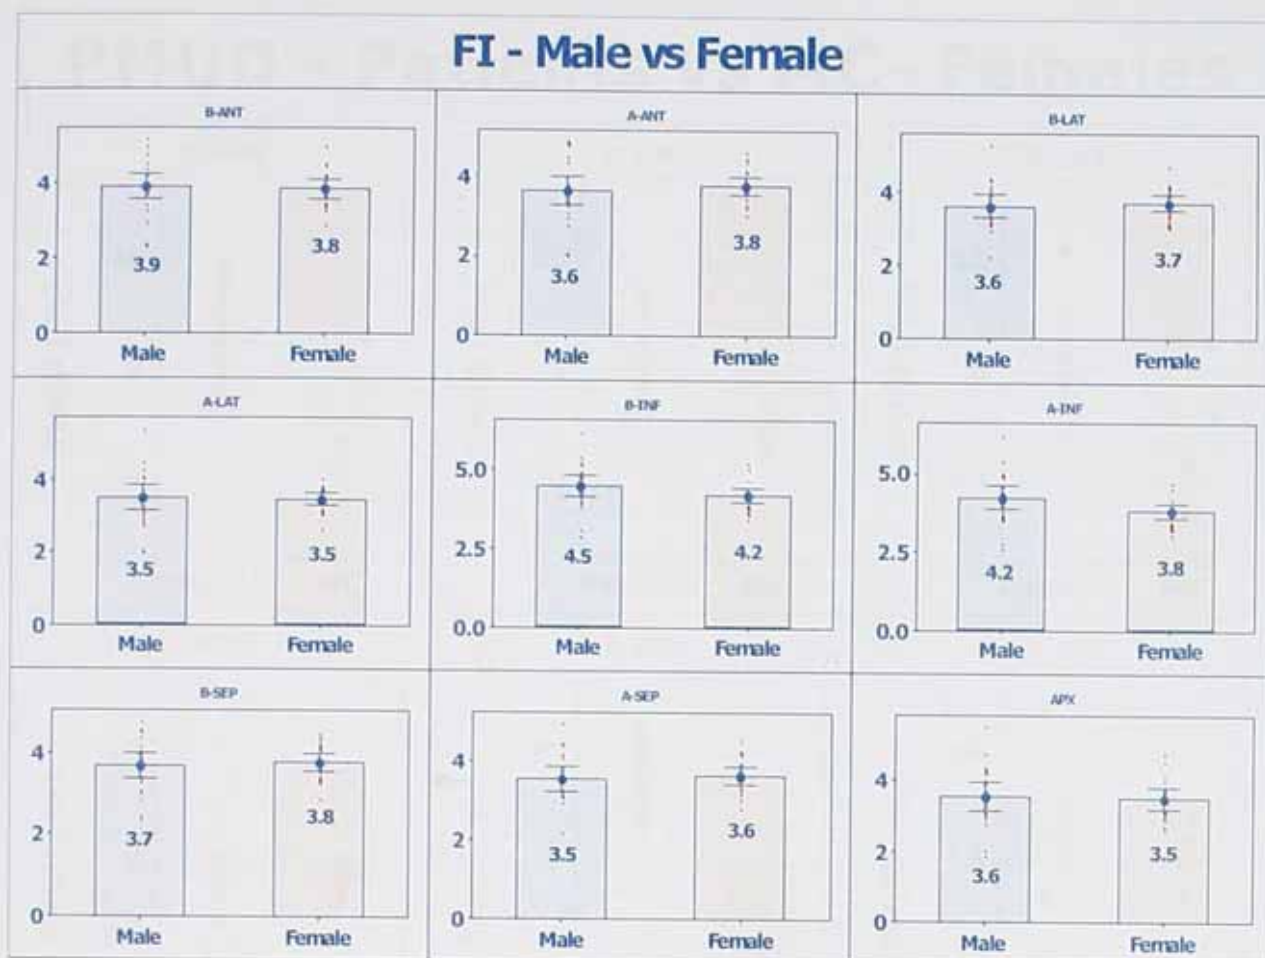 FI - Male vs Female
B-ANT
4
2
0
3.9
3.8
Male
Female
A-ANT
4
2
0
3.6
3.8
Male
Female
B-LAT
4
2
0
3.6
3.7
Male
Female
A-LAT
4
2
0
3.5
3.5
Male
Female
B-INF
5.0
2.5
0.0
4.5
4.2
Male
Female
A-INF
5.0
2.5
0.0
4.2
3.8
Male
Female
B-SEP
4
2
0
3.7
3.8
Male
Female
A-SEP
4
2
0
3.5
3.6
Male
Female
APX
4
2
0
3.6
3.5
Male
Female